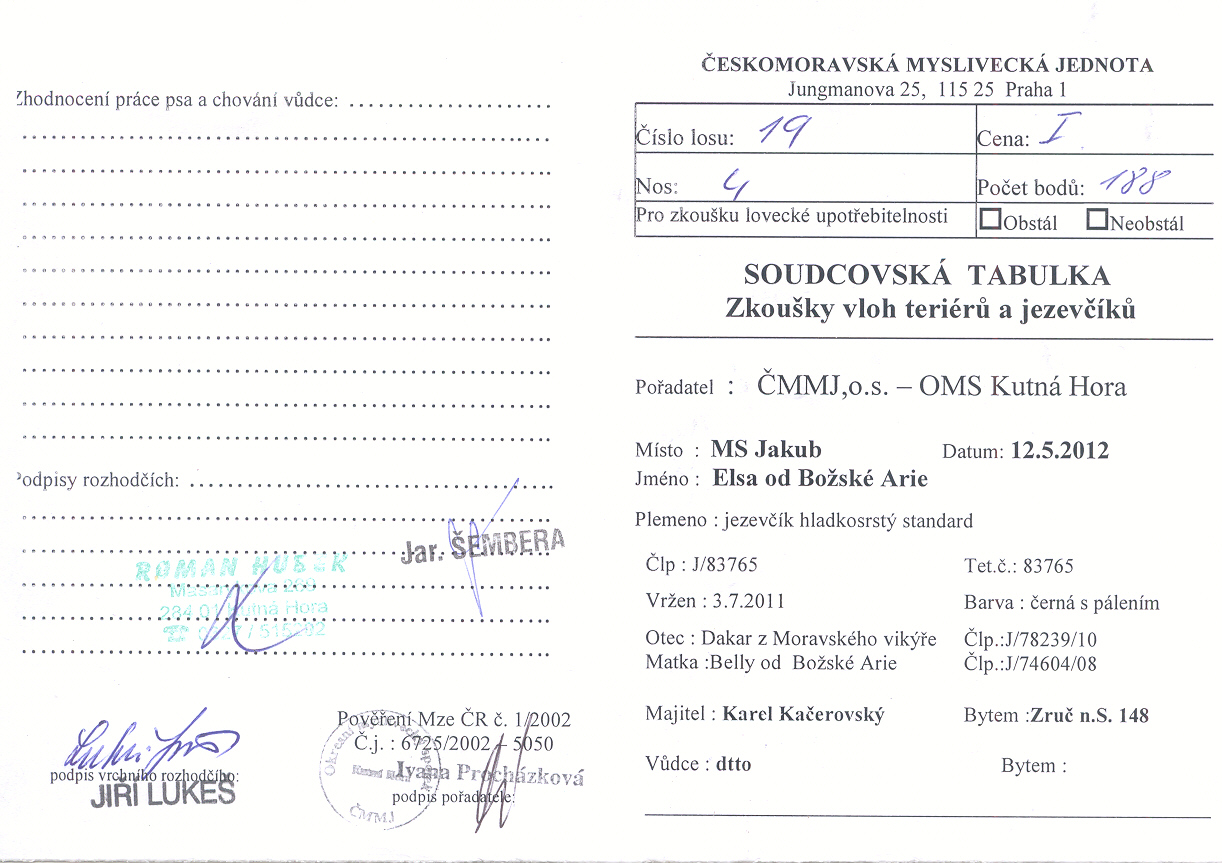 Zhodnocení práce psa a chování vůdce:
Podpisy rozhodčích:
Jar. ŠEMBERA
ROMAN HUŠEK
284 01 Kutná Hora
podpis vrchního rozhodčího:
JIŘÍ LUKEŠ
Pověření Mze ČR č. 1/2002
Č.j. : 6725/2002 – 5050
Ivana Procházková
podpis pořadatele:
ČMMJ
ČESKOMORAVSKÁ MYSLIVECKÁ JEDNOTA
Jungmanova 25, 115 25 Praha 1
Číslo losu: 19 Cena: I
Nos: 4 Počet bodů: 188
Pro zkoušku lovecké upotřebitelnosti Obstál Neobstál
SOUDCOVSKÁ TABULKA
Zkoušky vloh teriérů a jezevčíků
Pořadatel : ČMMJ,o.s. – OMS Kutná Hora
Místo : MS Jakub Datum: 12.5.2012
Jméno : Elsa od Božské Arie
Plemeno : jezevčík hladkosrstý standard
Člp : J/83765 Tet.č.: 83765
Vržen : 3.7.2011 Barva : černá s pálením
Otec : Dakar z Moravského vikýře Člp.:J/78239/10
Matka :Belly od Božské Arie Člp.:J/74604/08
Majitel : Karel Kačerovský Bytem :Zruč n.S. 148
Vůdce : dtto Bytem :